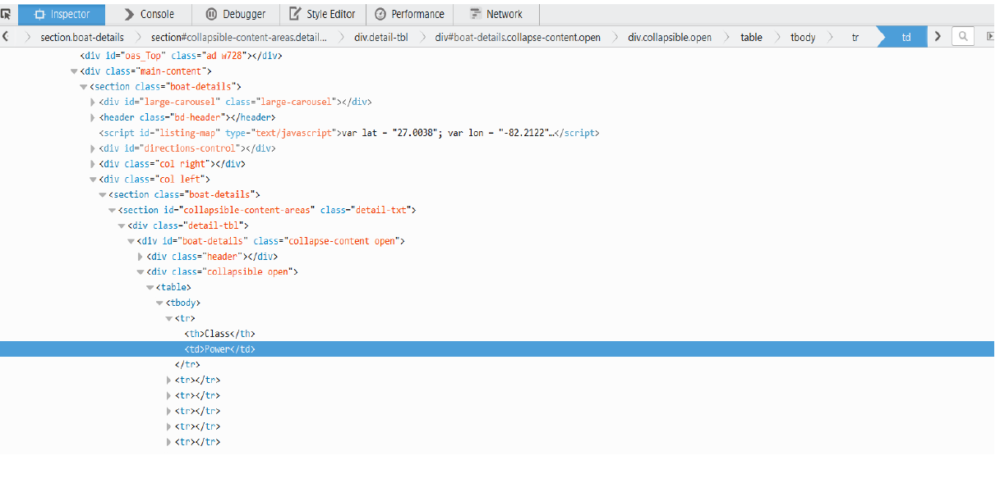 Inspector Console Debugger Style Editor Performance Network
section.boat-details section#collapsible-content-areas.detail... div.detail-tbl div#boat-details.collapse-content.open div.collapsible.open table tbody tr td
<div id="oas_Top" class="ad w728"></div>
<div class="main-content">
<section class="boat-details">
<div id="large-carousel" class="large-carousel"></div>
<header class="bd-header"></header>
<script id="listing-map" type="text/javascript">var lat = "27.0038"; var lon = "-82.2122"…</script>
<div id="directions-control"></div>
<div class="col right"></div>
<div class="col left">
<section class="boat-details">
<section id="collapsible-content-areas" class="detail-txt">
<div class="detail-tbl">
<div id="boat-details" class="collapse-content open">
<div class="header"></div>
<div class="collapsible open">
<table>
<tbody>
<tr>
<th>Class</th>
<td>Power</td>
</tr>
<tr></tr>
<tr></tr>
<tr></tr>
<tr></tr>
<tr></tr>